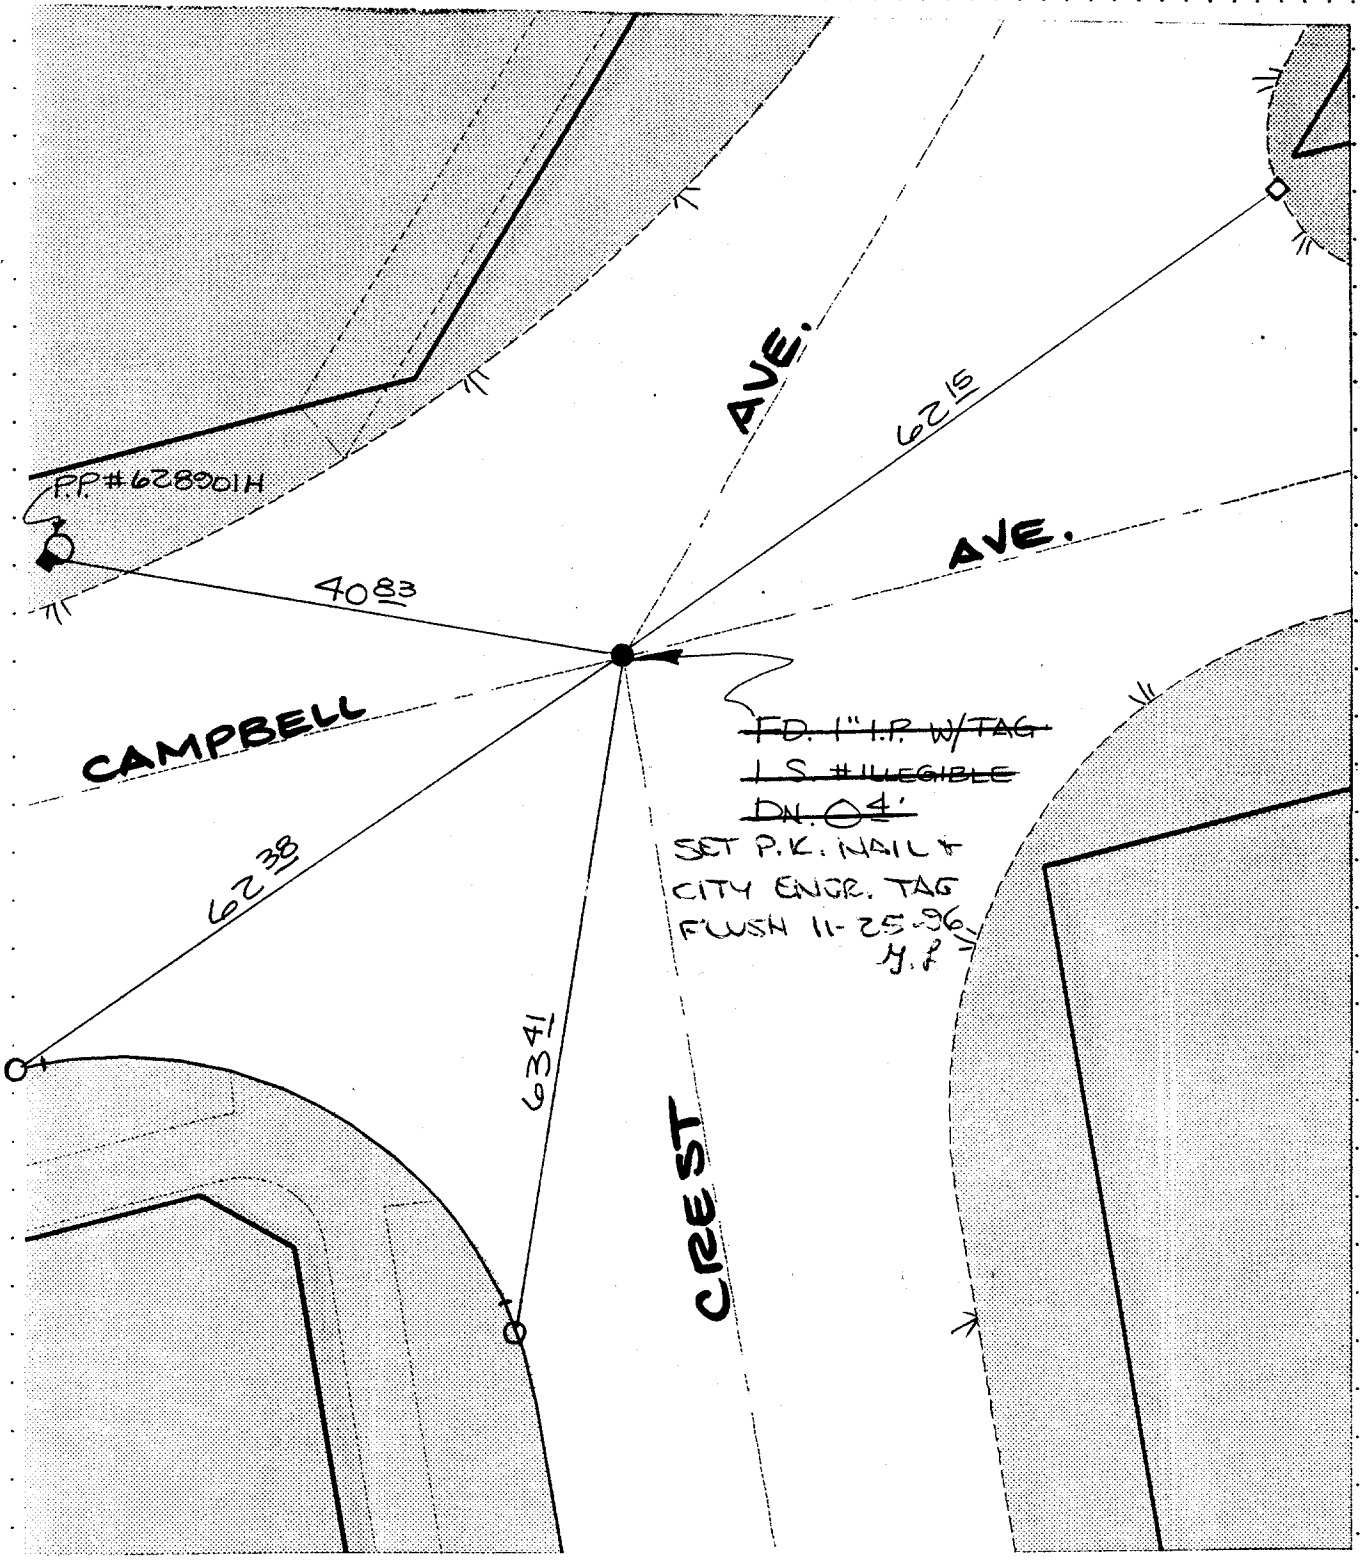 AVE.
62 15
P.P. #628901H
AVE.
40 83
CAMPBELL
FD. 1" I.P. W/TAG
L S. #ILLEGIBLE
DN. 0 4'
SET P.K. NAIL &
CITY ENGR. TAG
FLUSH 11-25-96
62 38
63 41
CREST